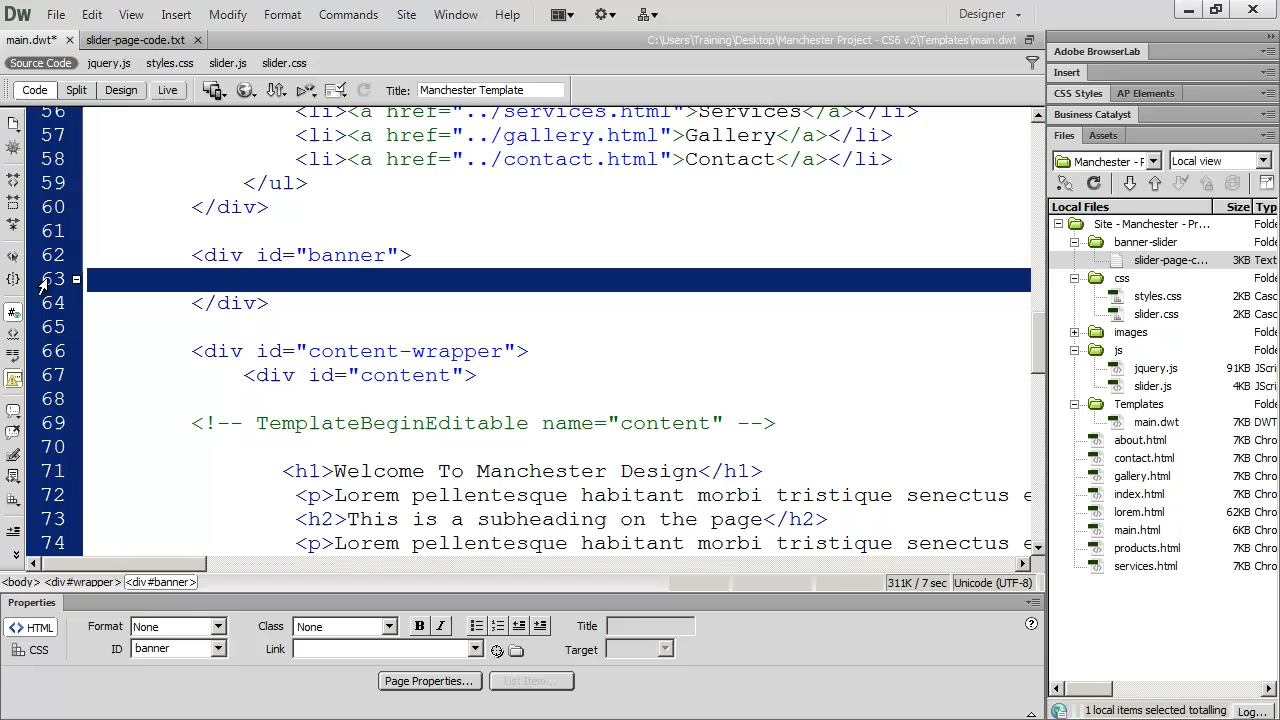 Dw File Edit View Insert Modify Format Commands Site Window Help Designer
main.dwt* slider-page-code.txt C:\Users\Training\Desktop\Manchester Project - CS6 v2\Templates\main.dwt
Source Code jquery.js styles.css slider.js slider.css
Code Split Design Live Title: Manchester Template
56 <li><a href="../services.html">Services</a></li>
57 <li><a href="../gallery.html">Gallery</a></li>
58 <li><a href="../contact.html">Contact</a></li>
59 </ul>
60 </div>
61
62 <div id="banner">
63
64 </div>
65
66 <div id="content-wrapper">
67 <div id="content">
68
69 <!-- TemplateBeginEditable name="content" -->
70
71 <h1>Welcome To Manchester Design</h1>
72 <p>Lorem pellentesque habitant morbi tristique senectus e
73 <h2>This is a subheading on the page</h2>
74 <p>Lorem pellentesque habitant morbi tristique senectus e
<body> <div#wrapper> <div#banner> 311K / 7 sec Unicode (UTF-8)
Properties
<> HTML Format None Class None B I Title
CSS ID banner Link Target
Page Properties... List Item...
Adobe BrowserLab
Insert
CSS Styles AP Elements
Business Catalyst
Files Assets
Manchester - F Local view
Local Files Size Typ
Site - Manchester - Pr... Folde
banner-slider Folde
slider-page-c... 3KB Text
css Folde
styles.css 2KB Casc
slider.css 2KB Casc
images Folde
js Folde
jquery.js 91KB JScri
slider.js 4KB JScri
Templates Folde
main.dwt 7KB DWT
about.html 7KB Chro
contact.html 7KB Chro
gallery.html 7KB Chro
index.html 7KB Chro
lorem.html 62KB Chro
main.html 6KB Chro
products.html 7KB Chro
services.html 7KB Chro
1 local items selected totalling Log...